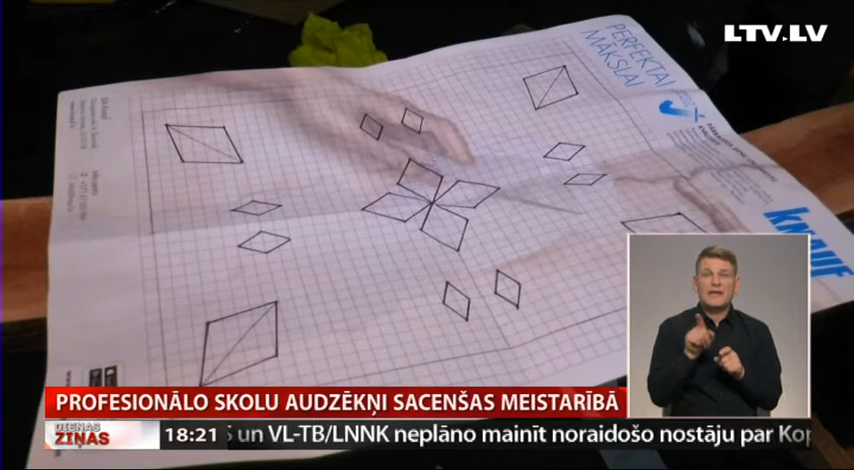 LTV.LV
PERFEKTAI
MĀKSLAI
KNAUF
PROFESIONĀLO SKOLU AUDZĒKŅI SACENŠAS MEISTARĪBĀ
DIENAS
ZIŅAS
18:21
S un VL-TB/LNNK neplāno mainīt noraidošo nostāju par Kop